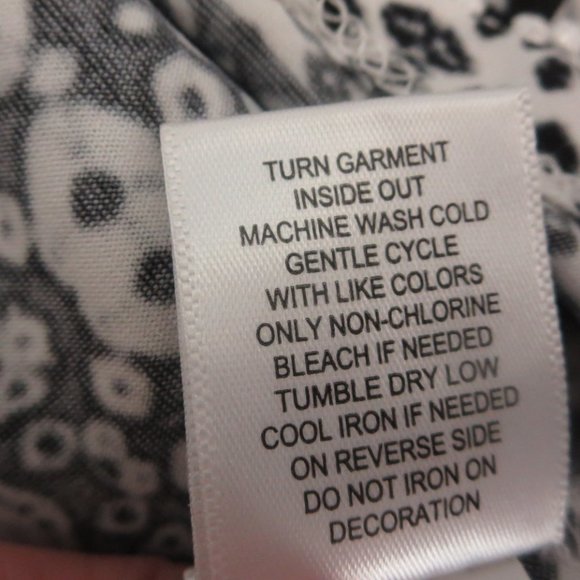 TURN GARMENT
INSIDE OUT
MACHINE WASH COLD
GENTLE CYCLE
WITH LIKE COLORS
ONLY NON-CHLORINE
BLEACH IF NEEDED
TUMBLE DRY LOW
COOL IRON IF NEEDED
ON REVERSE SIDE
DO NOT IRON ON
DECORATION